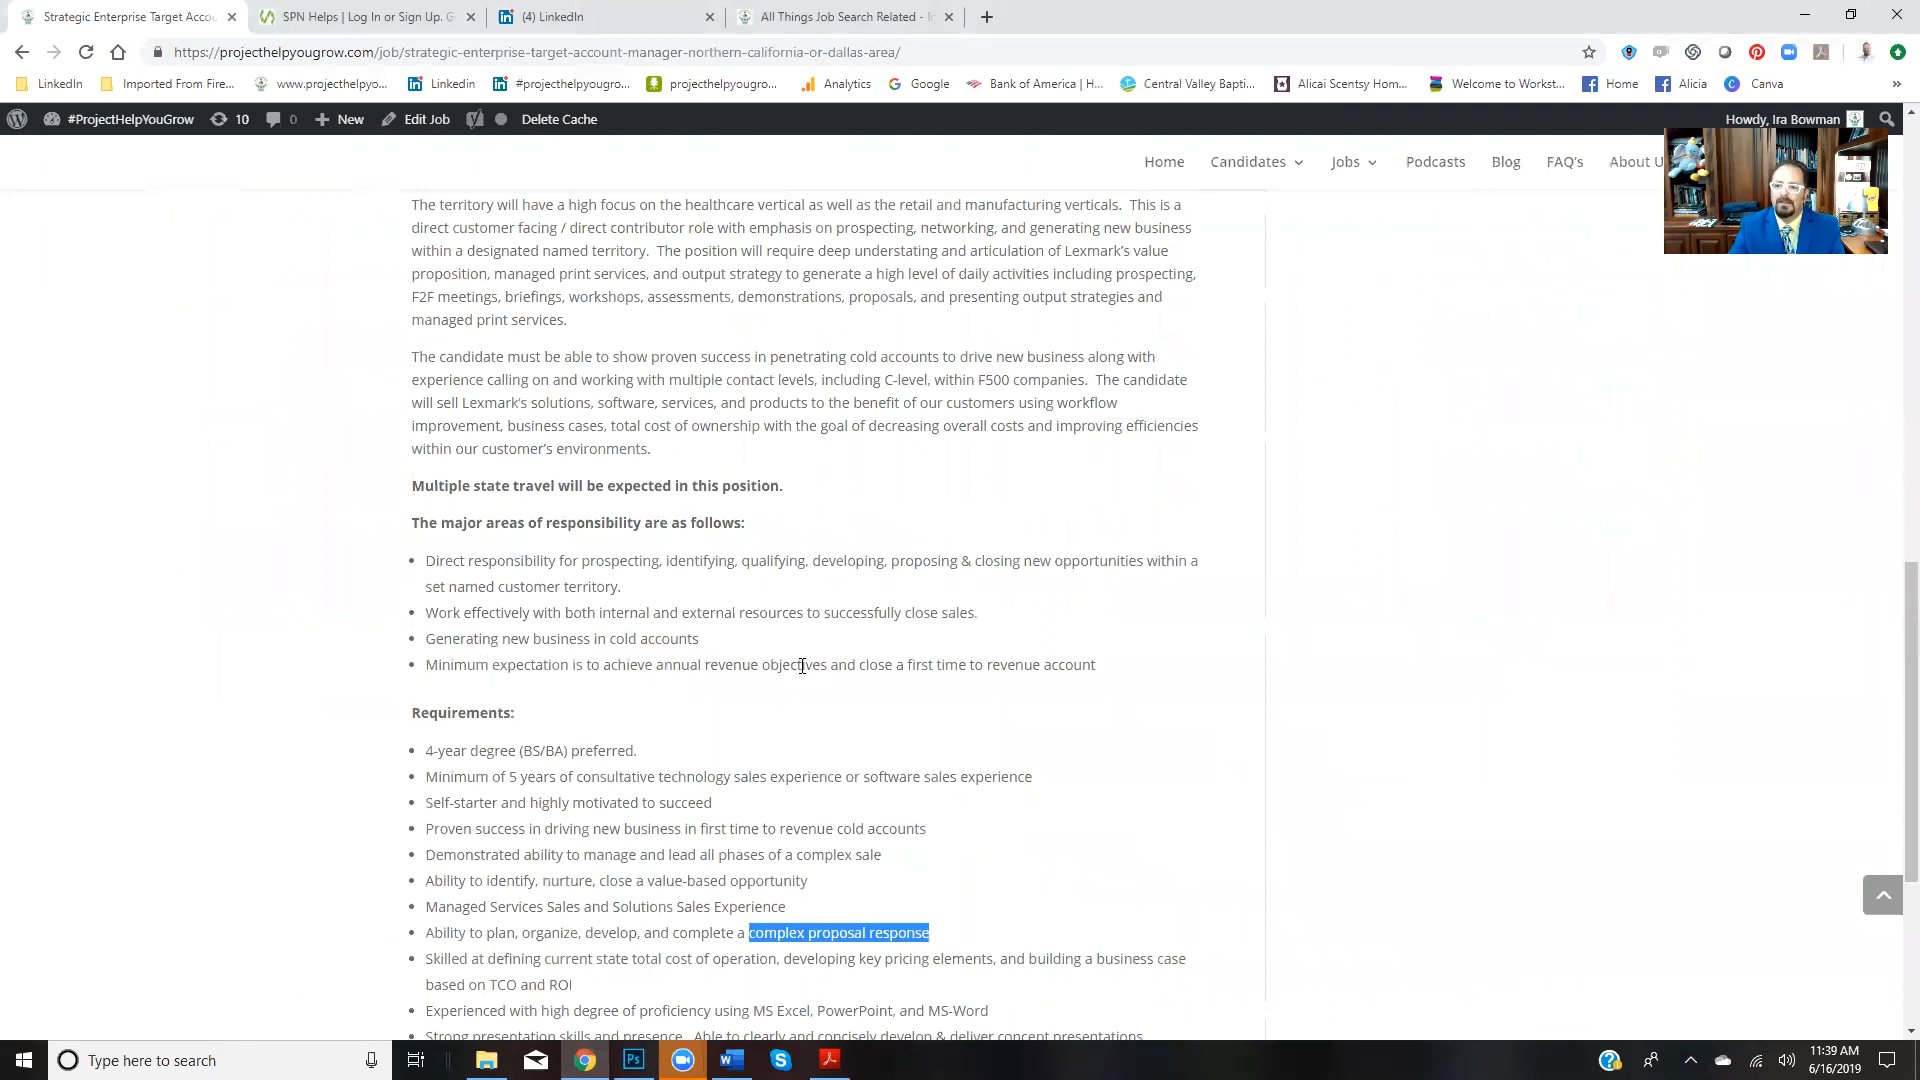 Strategic Enterprise Target Accou
SPN Helps | Log In or Sign Up. G
(4) LinkedIn
All Things Job Search Related - In
https://projecthelpyougrow.com/job/strategic-enterprise-target-account-manager-northern-california-or-dallas-area/
LinkedIn
Imported From Fire...
www.projecthelpyo...
Linkedin
#projecthelpyougro...
projecthelpyougro...
Analytics
Google
Bank of America | H...
Central Valley Bapti...
Alicai Scentsy Hom...
Welcome to Workst...
Home
Alicia
Canva
»
#ProjectHelpYouGrow
10
0
New
Edit Job
Delete Cache
Howdy, Ira Bowman
Home
Candidates
Jobs
Podcasts
Blog
FAQ's
About U
The territory will have a high focus on the healthcare vertical as well as the retail and manufacturing verticals. This is a
direct customer facing / direct contributor role with emphasis on prospecting, networking, and generating new business
within a designated named territory. The position will require deep understanding and articulation of Lexmark's value
proposition, managed print services, and output strategy to generate a high level of daily activities including prospecting,
F2F meetings, briefings, workshops, assessments, demonstrations, proposals, and presenting output strategies and
managed print services.
The candidate must be able to show proven success in penetrating cold accounts to drive new business along with
experience calling on and working with multiple contact levels, including C-level, within F500 companies. The candidate
will sell Lexmark's solutions, software, services, and products to the benefit of our customers using workflow
improvement, business cases, total cost of ownership with the goal of decreasing overall costs and improving efficiencies
within our customer's environments.
Multiple state travel will be expected in this position.
The major areas of responsibility are as follows:
• Direct responsibility for prospecting, identifying, qualifying, developing, proposing & closing new opportunities within a
set named customer territory.
• Work effectively with both internal and external resources to successfully close sales.
• Generating new business in cold accounts
• Minimum expectation is to achieve annual revenue objectives and close a first time to revenue account
Requirements:
• 4-year degree (BS/BA) preferred.
• Minimum of 5 years of consultative technology sales experience or software sales experience
• Self-starter and highly motivated to succeed
• Proven success in driving new business in first time to revenue cold accounts
• Demonstrated ability to manage and lead all phases of a complex sale
• Ability to identify, nurture, close a value-based opportunity
• Managed Services Sales and Solutions Sales Experience
• Ability to plan, organize, develop, and complete a complex proposal response
• Skilled at defining current state total cost of operation, developing key pricing elements, and building a business case
based on TCO and ROI
• Experienced with high degree of proficiency using MS Excel, PowerPoint, and MS-Word
• Strong presentation skills and presence. Able to clearly and concisely develop & deliver concept presentations
Type here to search
11:39 AM
6/16/2019